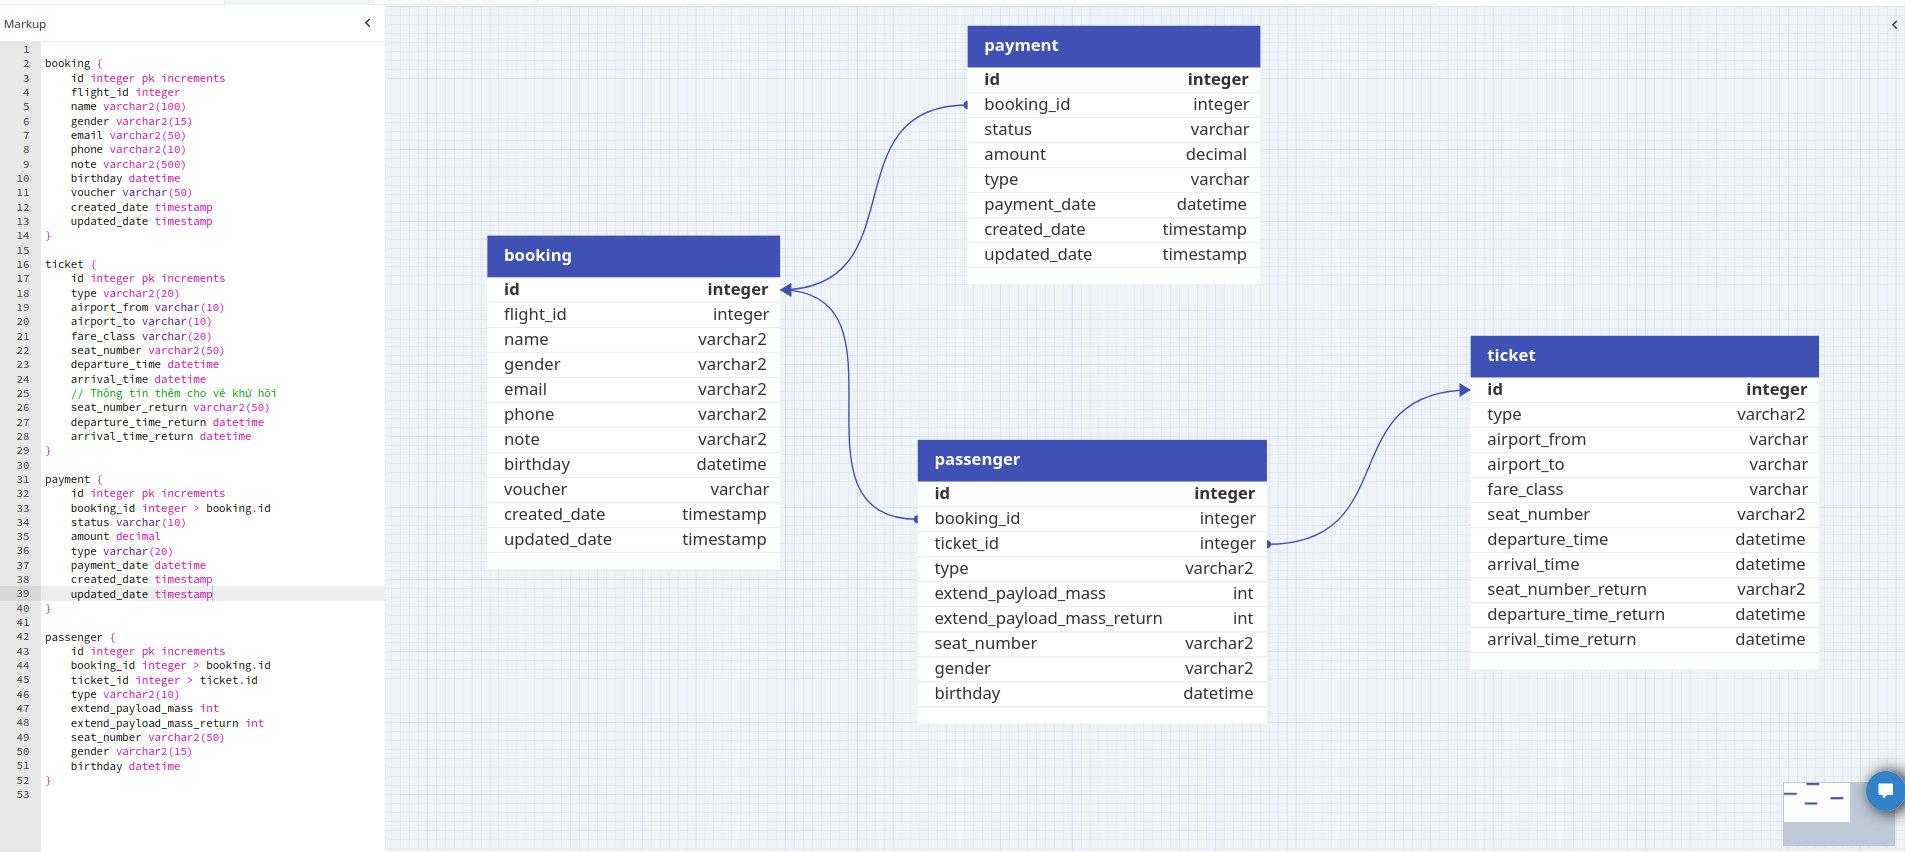 Markup
1
2 booking {
3 id integer pk increments
4 flight_id integer
5 name varchar2(100)
6 gender varchar2(15)
7 email varchar2(50)
8 phone varchar2(10)
9 note varchar2(500)
10 birthday datetime
11 voucher varchar(50)
12 created_date timestamp
13 updated_date timestamp
14 }
15
16 ticket {
17 id integer pk increments
18 type varchar2(20)
19 airport_from varchar(10)
20 airport_to varchar(10)
21 fare_class varchar(20)
22 seat_number varchar2(50)
23 departure_time datetime
24 arrival_time datetime
25 // Thông tin thêm cho vé khứ hồi
26 seat_number_return varchar2(50)
27 departure_time_return datetime
28 arrival_time_return datetime
29 }
30
31 payment {
32 id integer pk increments
33 booking_id integer > booking.id
34 status varchar(10)
35 amount decimal
36 type varchar(20)
37 payment_date datetime
38 created_date timestamp
39 updated_date timestamp
40 }
41
42 passenger {
43 id integer pk increments
44 booking_id integer > booking.id
45 ticket_id integer > ticket.id
46 type varchar2(10)
47 extend_payload_mass int
48 extend_payload_mass_return int
49 seat_number varchar2(50)
50 gender varchar2(15)
51 birthday datetime
52 }
53
booking
id integer
flight_id integer
name varchar2
gender varchar2
email varchar2
phone varchar2
note varchar2
birthday datetime
voucher varchar
created_date timestamp
updated_date timestamp
payment
id integer
booking_id integer
status varchar
amount decimal
type varchar
payment_date datetime
created_date timestamp
updated_date timestamp
passenger
id integer
booking_id integer
ticket_id integer
type varchar2
extend_payload_mass int
extend_payload_mass_return int
seat_number varchar2
gender varchar2
birthday datetime
ticket
id integer
type varchar2
airport_from varchar
airport_to varchar
fare_class varchar
seat_number varchar2
departure_time datetime
arrival_time datetime
seat_number_return varchar2
departure_time_return datetime
arrival_time_return datetime